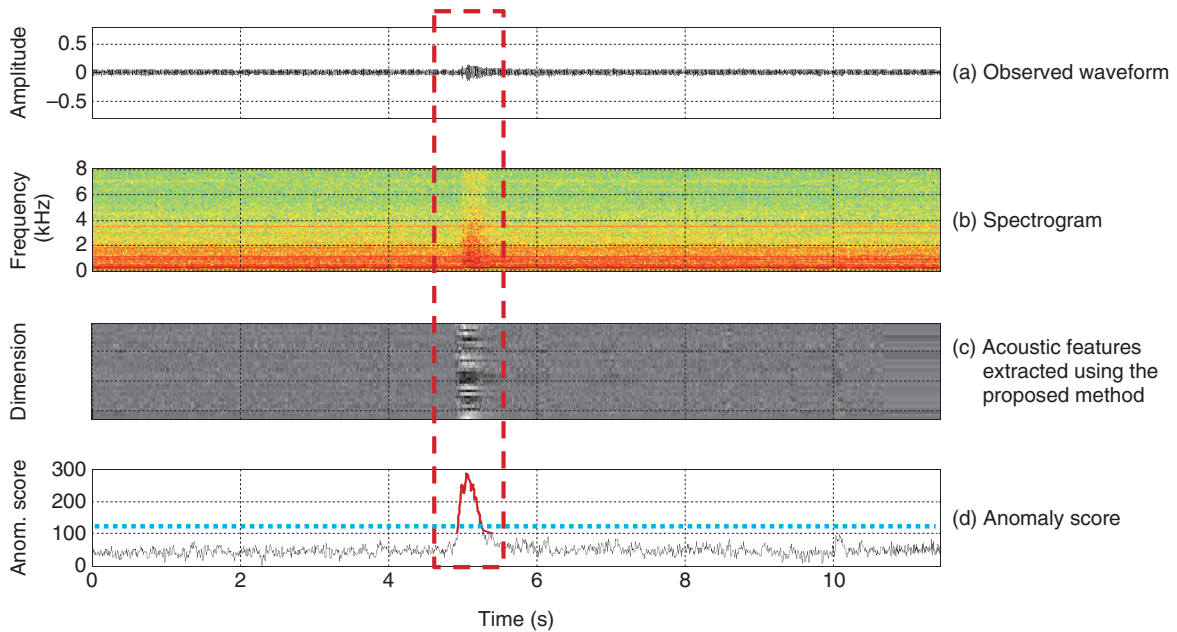 Amplitude
0.5
0
−0.5
(a) Observed waveform
Frequency
(kHz)
8
6
4
2
0
(b) Spectrogram
Dimension
(c) Acoustic features
extracted using the
proposed method
Anom. score
300
200
100
0
(d) Anomaly score
0 2 4 6 8 10
Time (s)